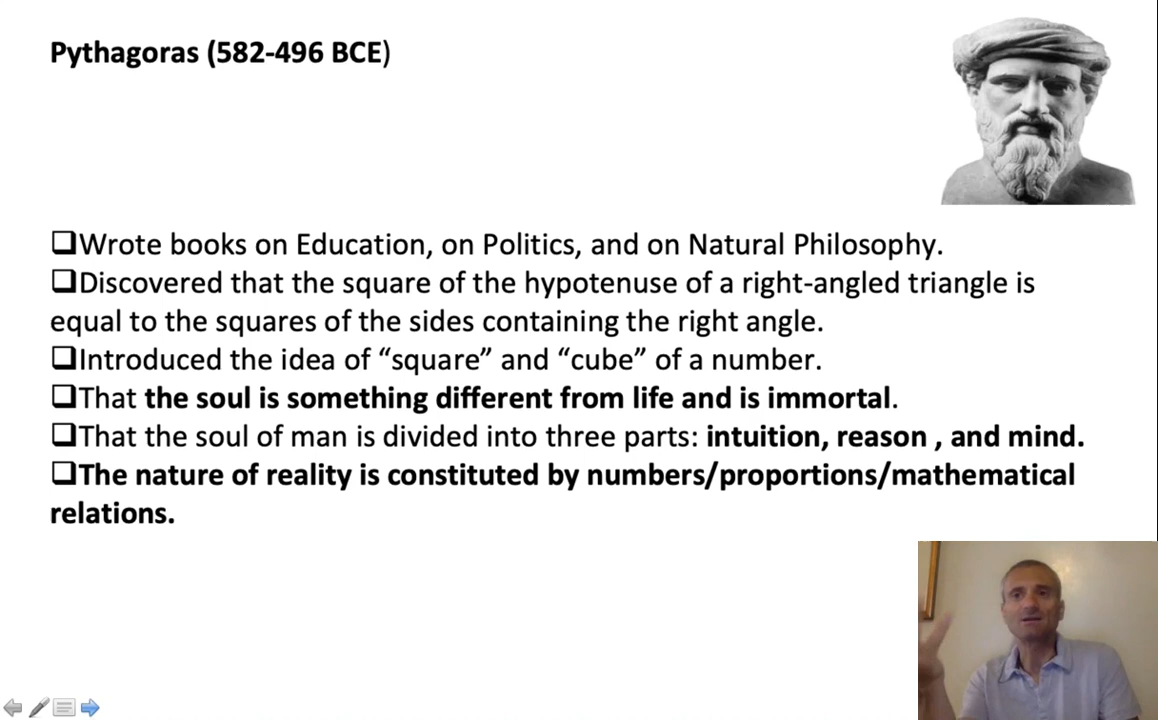 Pythagoras (582-496 BCE)
❑Wrote books on Education, on Politics, and on Natural Philosophy.
❑Discovered that the square of the hypotenuse of a right-angled triangle is
equal to the squares of the sides containing the right angle.
❑Introduced the idea of “square” and “cube” of a number.
❑That the soul is something different from life and is immortal.
❑That the soul of man is divided into three parts: intuition, reason , and mind.
❑The nature of reality is constituted by numbers/proportions/mathematical
relations.